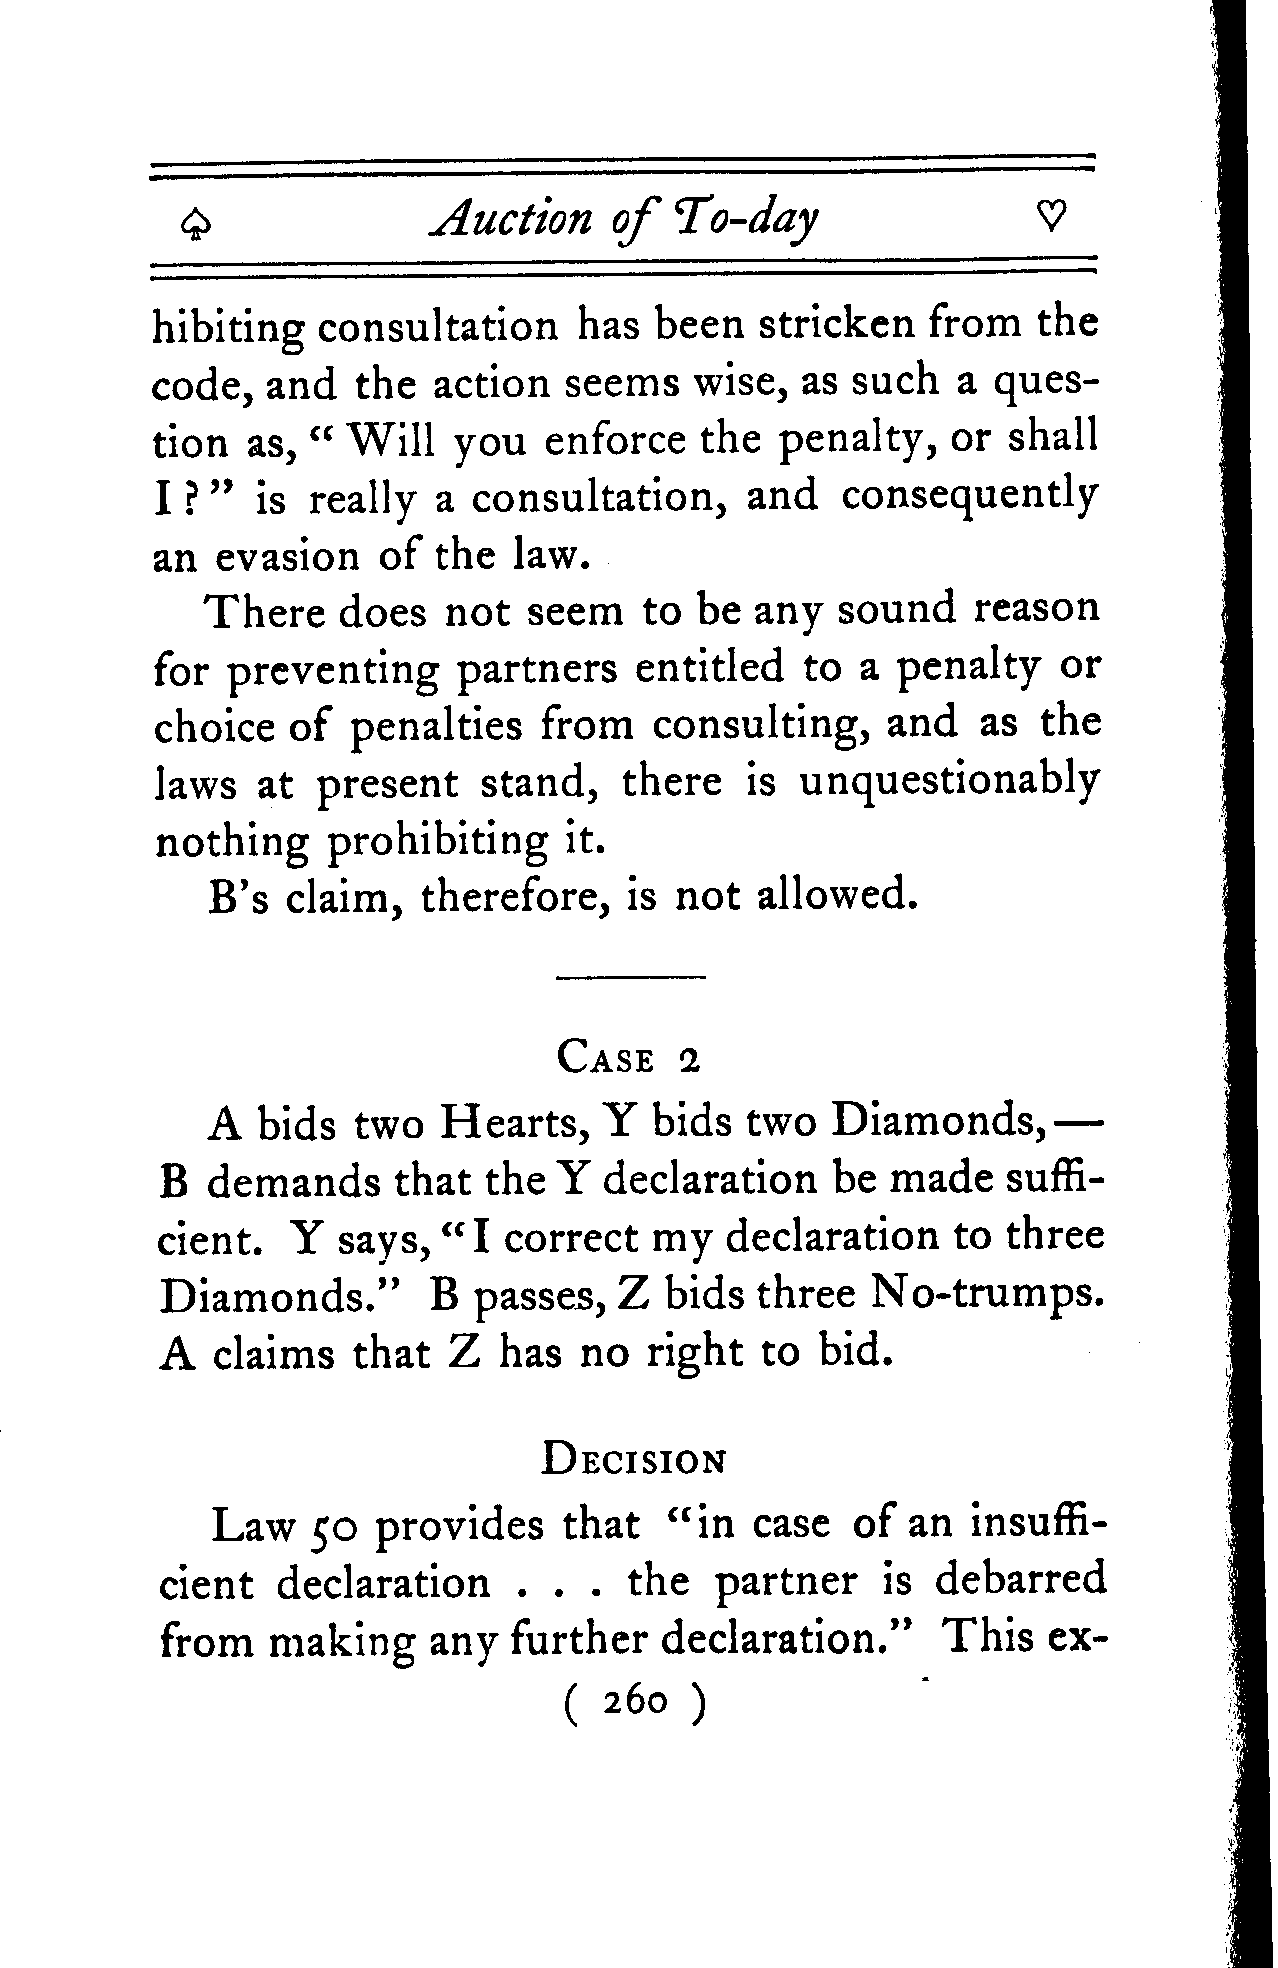 ♤ Auction of To-day ♡
hibiting consultation has been stricken from the
code, and the action seems wise, as such a ques-
tion as, “Will you enforce the penalty, or shall
I?” is really a consultation, and consequently
an evasion of the law.
There does not seem to be any sound reason
for preventing partners entitled to a penalty or
choice of penalties from consulting, and as the
laws at present stand, there is unquestionably
nothing prohibiting it.
B’s claim, therefore, is not allowed.
CASE 2
A bids two Hearts, Y bids two Diamonds,—
B demands that the Y declaration be made suffi-
cient. Y says, “I correct my declaration to three
Diamonds.” B passes, Z bids three No-trumps.
A claims that Z has no right to bid.
DECISION
Law 50 provides that “in case of an insuffi-
cient declaration . . . the partner is debarred
from making any further declaration.” This ex-
( 260 )